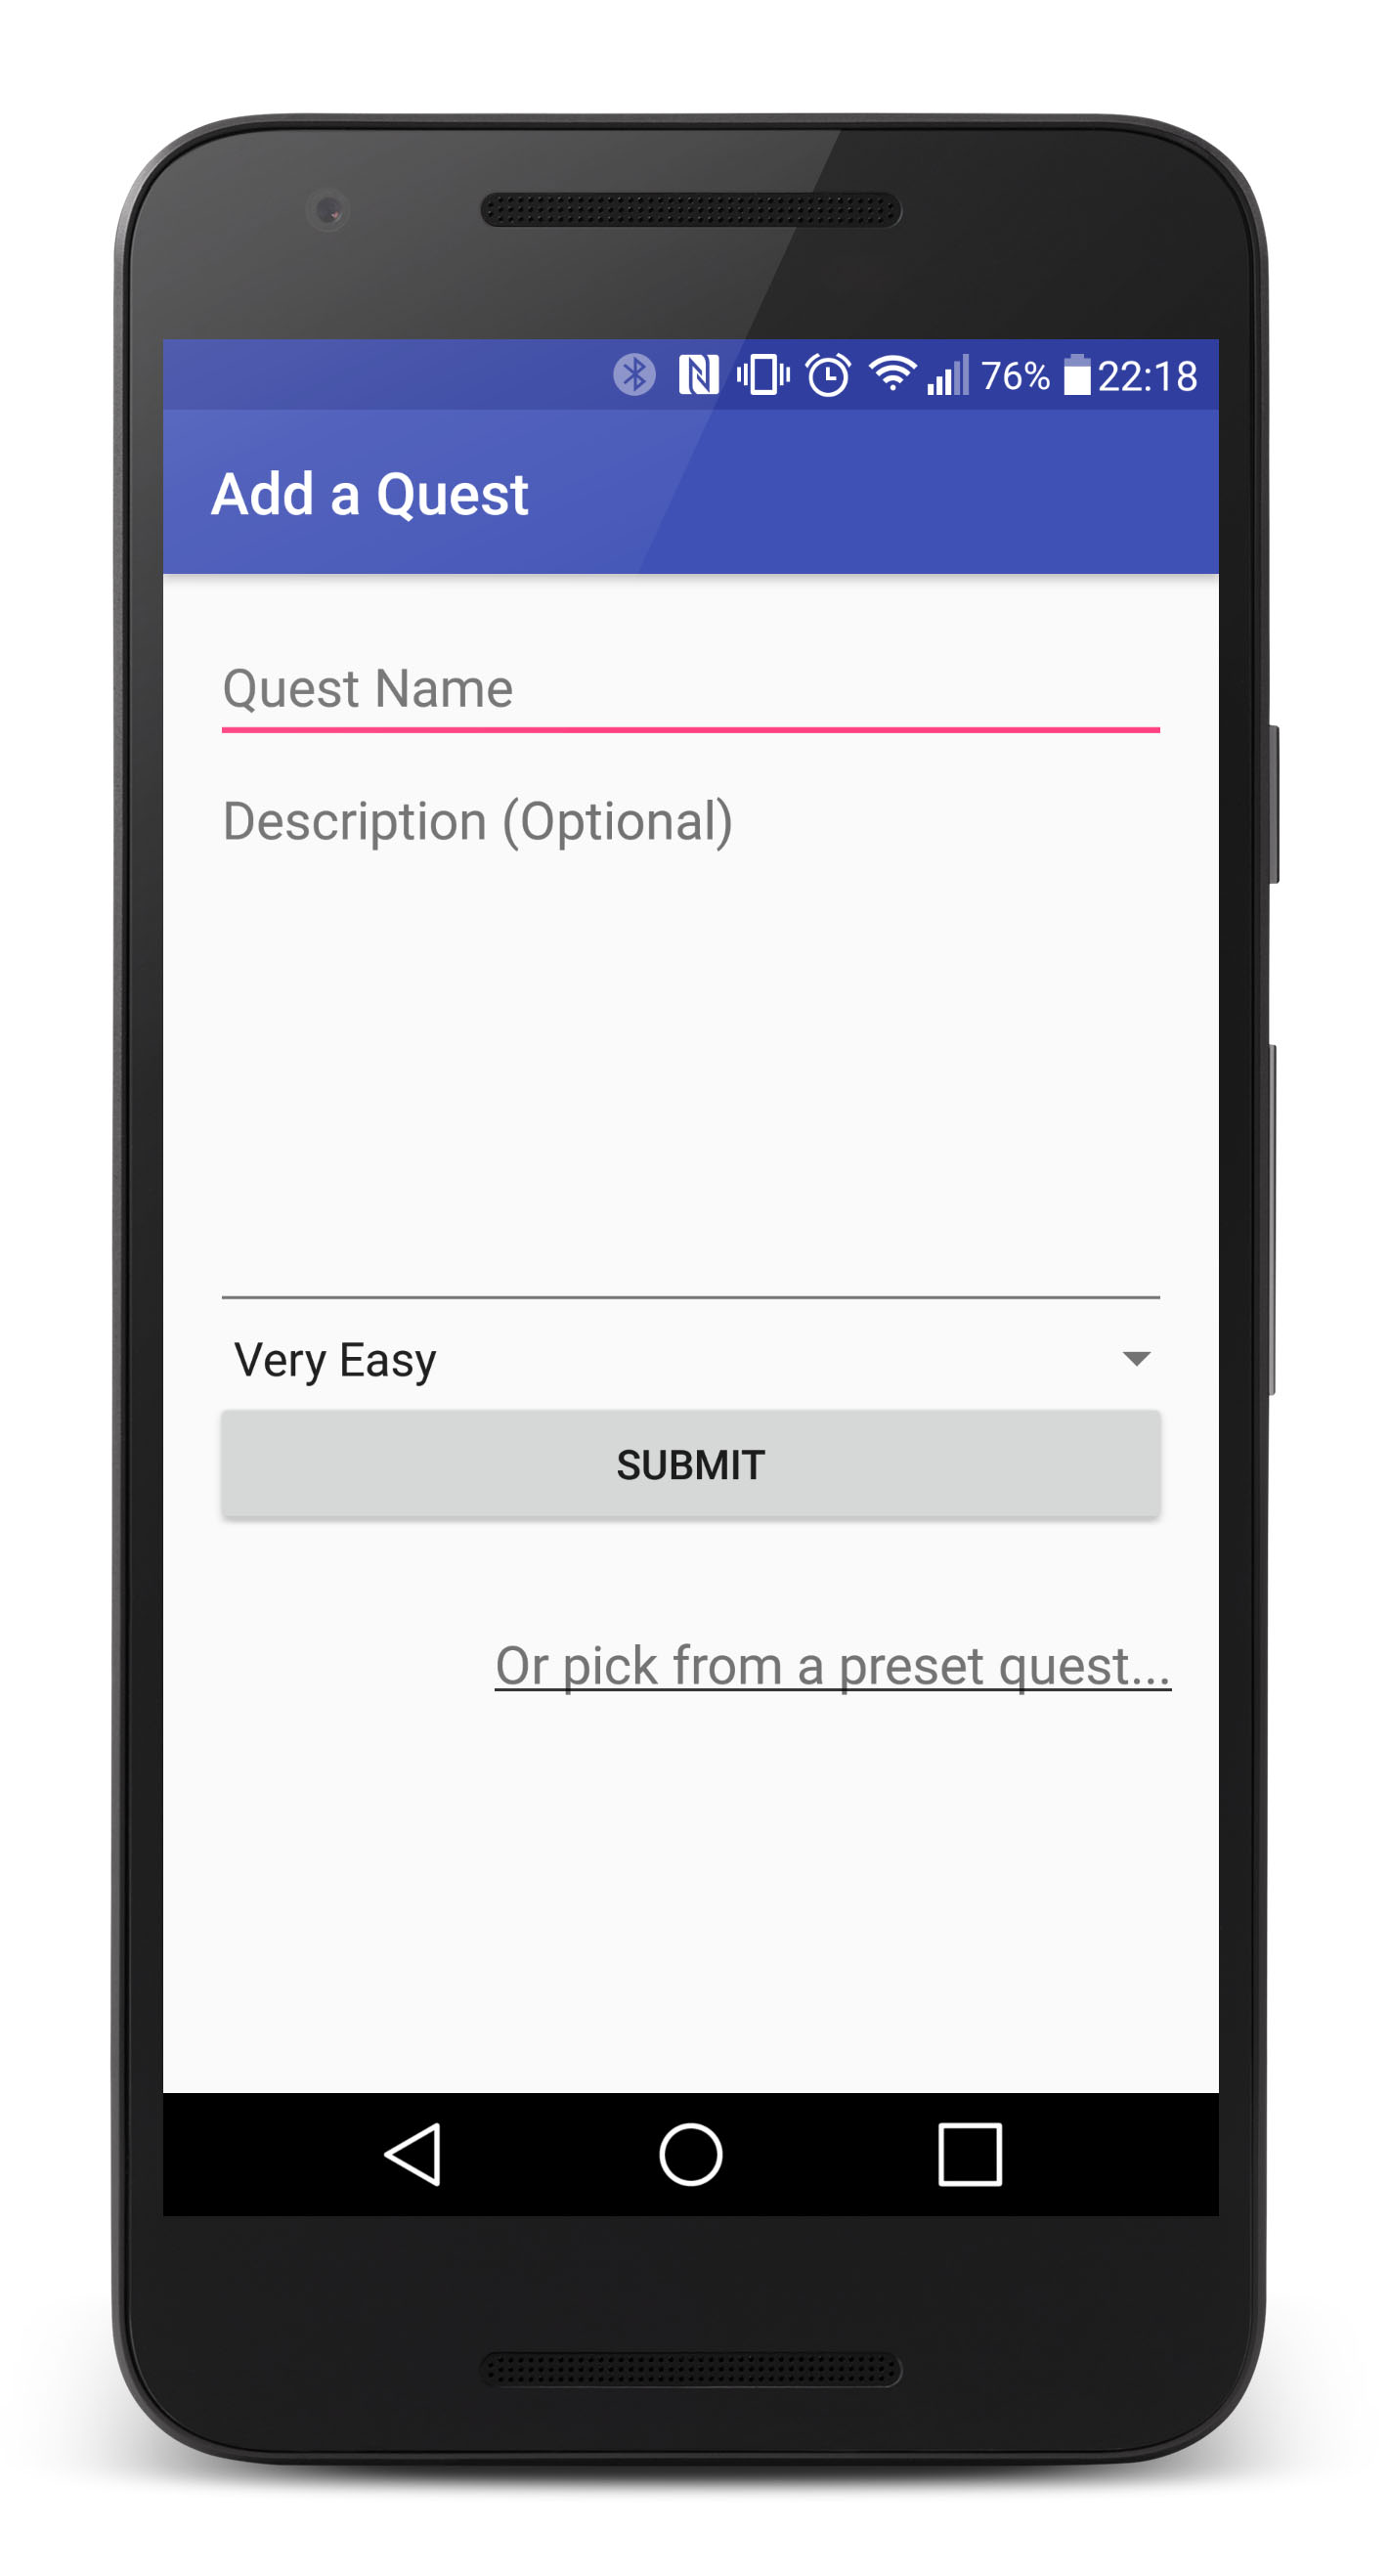 76% 22:18
Add a Quest
Quest Name
Description (Optional)
Very Easy
SUBMIT
Or pick from a preset quest...